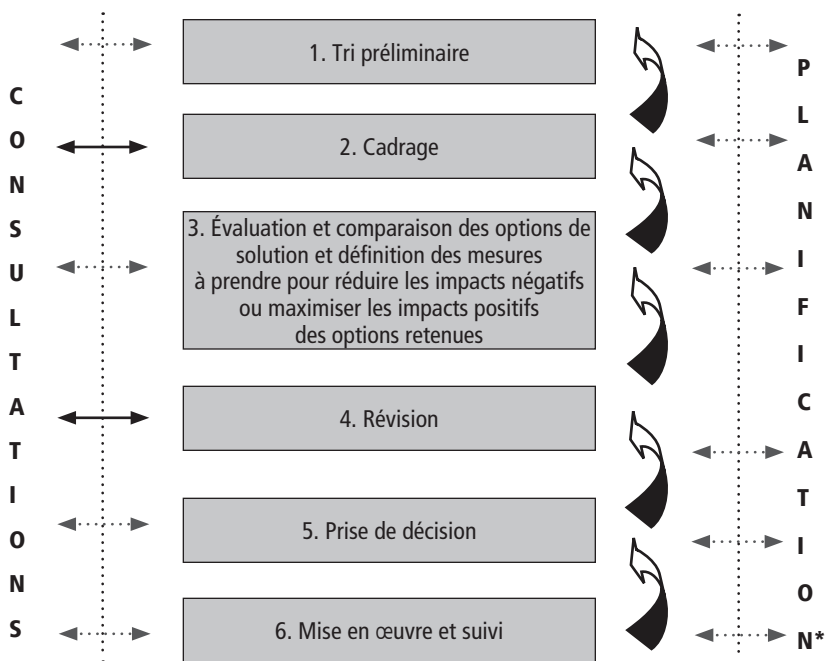 CONSULTATIONS
1. Tri préliminaire
2. Cadrage
3. Évaluation et comparaison des options de
solution et définition des mesures
à prendre pour réduire les impacts négatifs
ou maximiser les impacts positifs
des options retenues
4. Révision
5. Prise de décision
6. Mise en œuvre et suivi
PLANIFICATION*